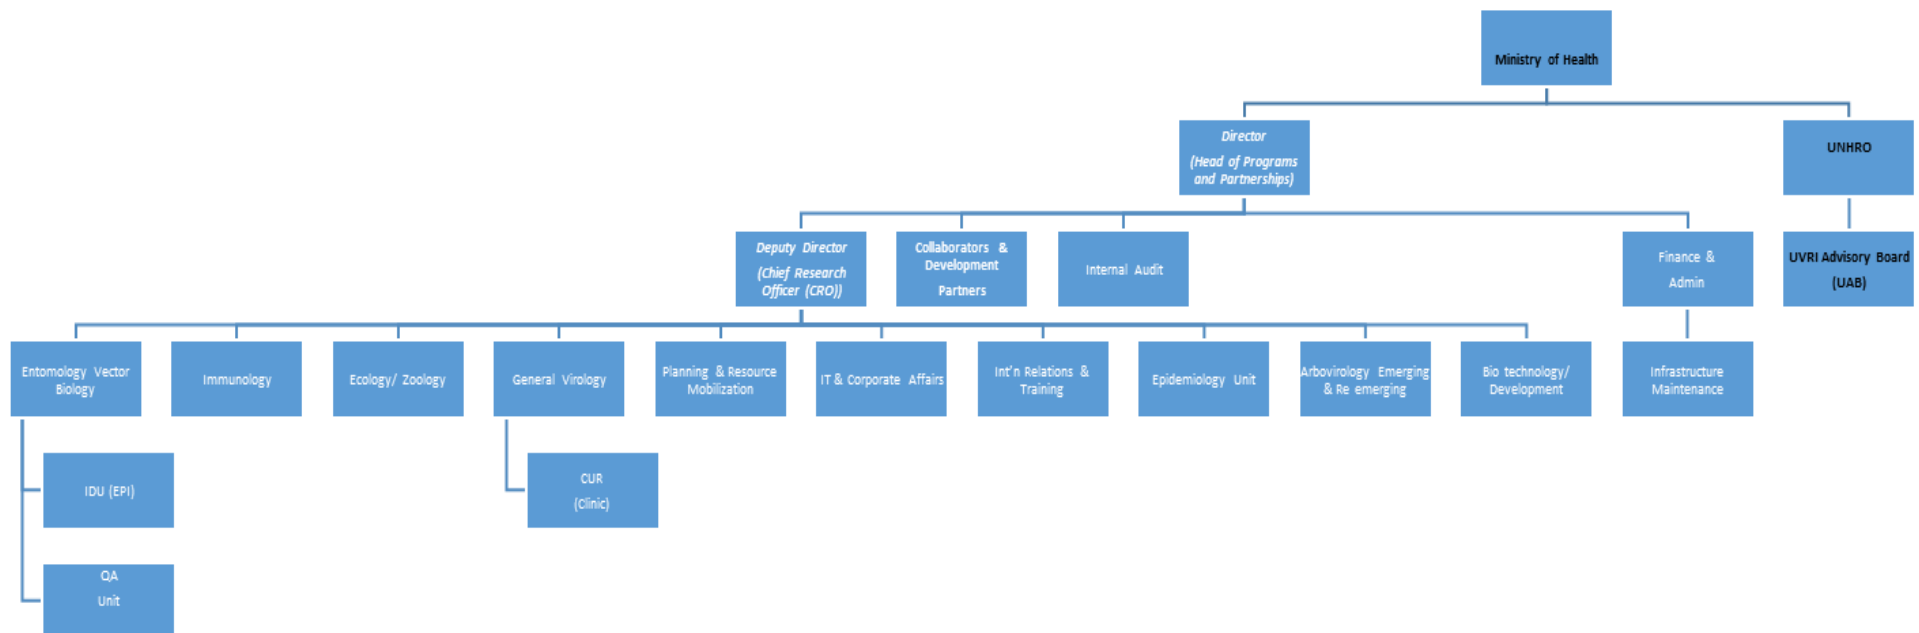 Ministry of Health
Director
(Head of Programs
and Partnerships)
UNHRO
Deputy Director
(Chief Research
Officer (CRO))
Collaborators &
Development
Partners
Internal Audit
Finance &
Admin
UVRI Advisory Board
(UAB)
Entomology Vector
Biology
Immunology
Ecology/ Zoology
General Virology
Planning & Resource
Mobilization
IT & Corporate Affairs
Int'n Relations &
Training
Epidemiology Unit
Arbovirology Emerging
& Re emerging
Bio technology/
Development
Infrastructure
Maintenance
IDU (EPI)
CUR
(Clinic)
QA
Unit